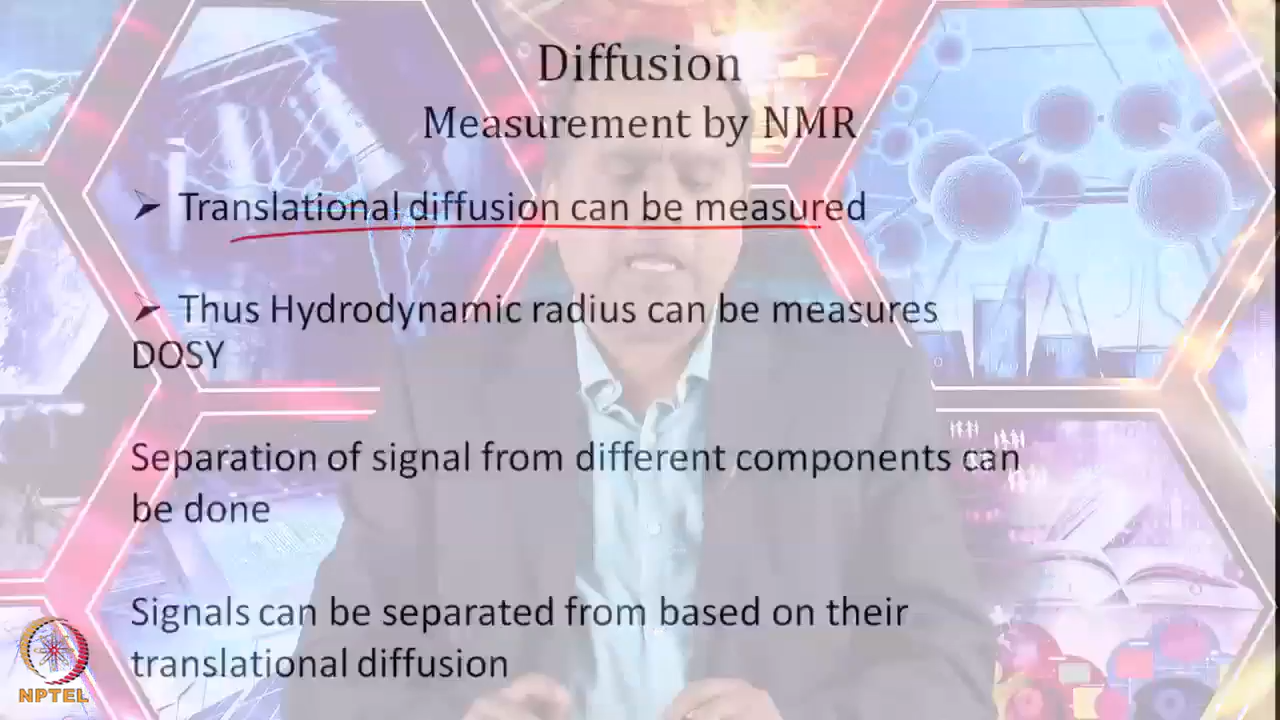 Diffusion
Measurement by NMR
➢ Translational diffusion can be measured
➢ Thus Hydrodynamic radius can be measures
DOSY
Separation of signal from different components can
be done
Signals can be separated from based on their
translational diffusion
NPTEL